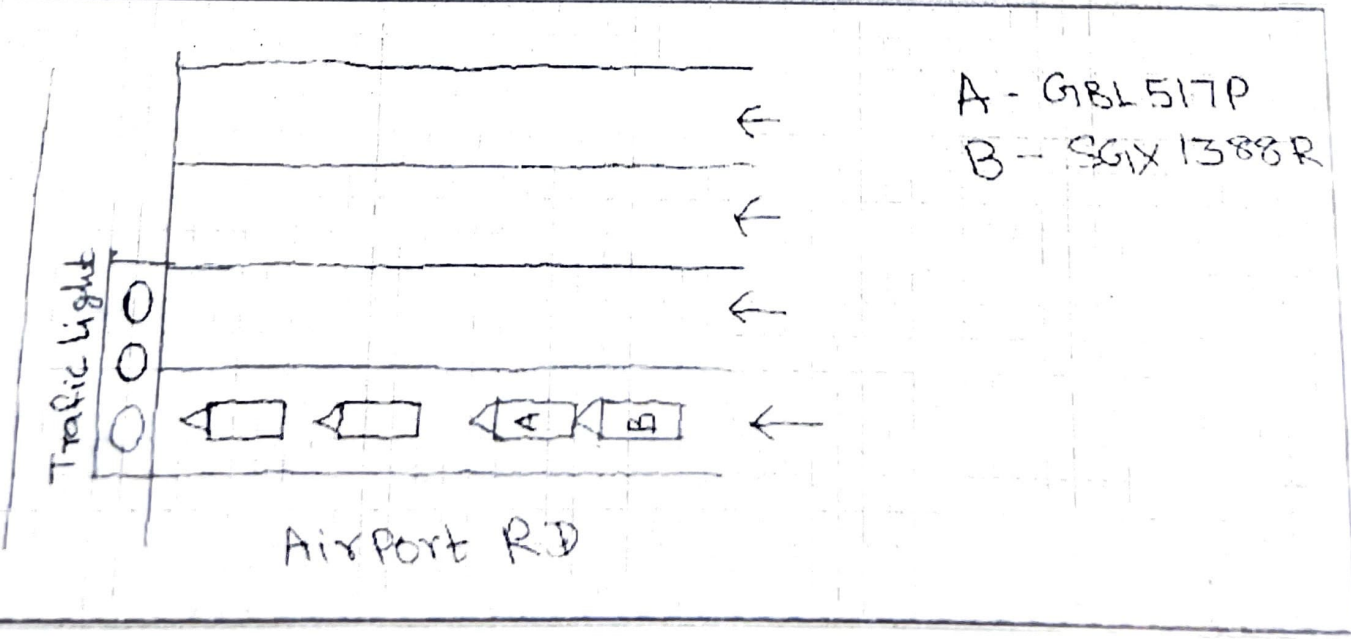 A - GBL 517P
B - SGX 1388R
Trafic Light
A
B
AirPort RD